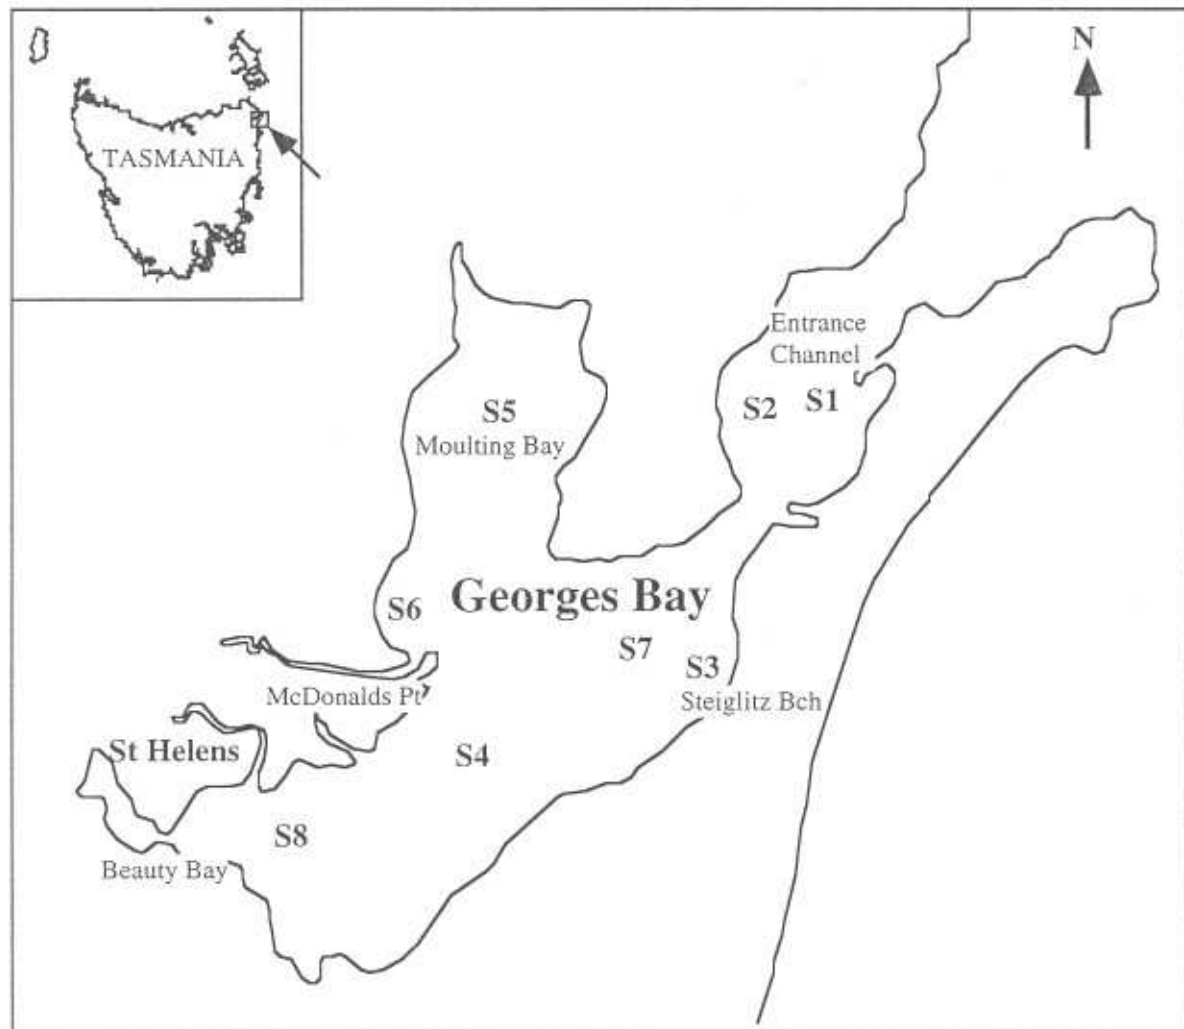 N
TASMANIA
Entrance
Channel
S2
S1
S5
Moulting Bay
Georges Bay
S6
S7
S3
McDonalds Pt
Steiglitz Bch
St Helens
S4
S8
Beauty Bay